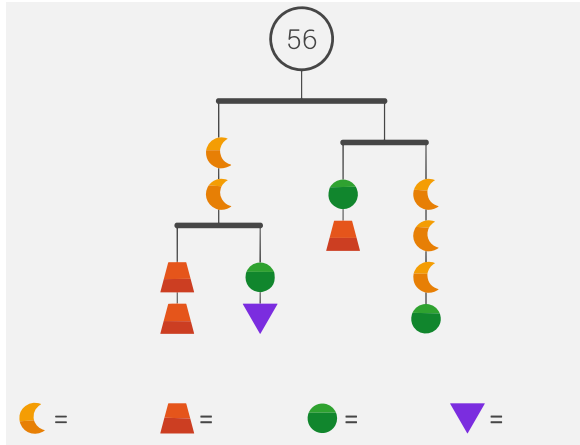 56
= = = =